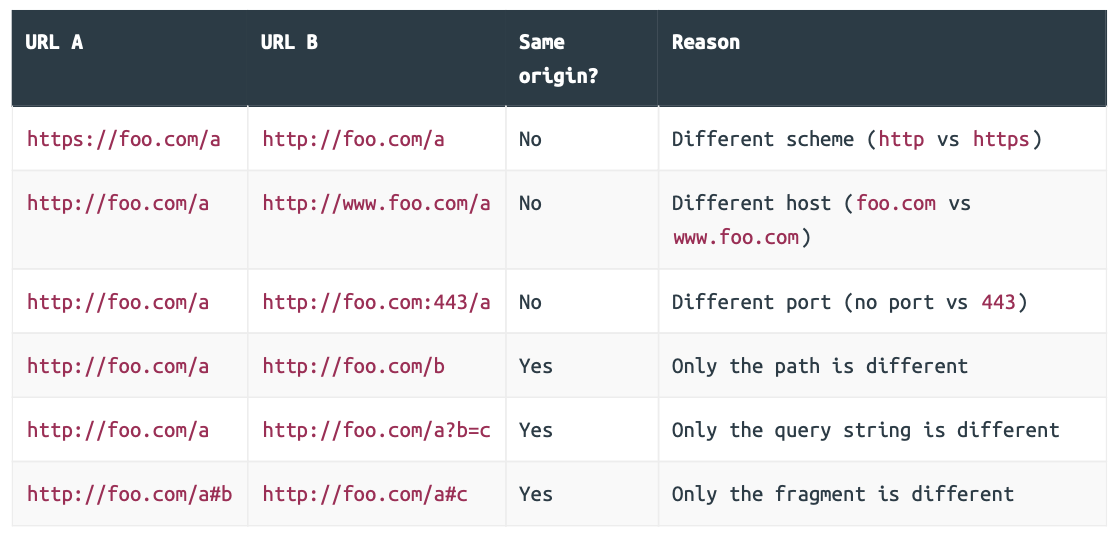 URL A URL B Same origin? Reason
https://foo.com/a http://foo.com/a No Different scheme (http vs https)
http://foo.com/a http://www.foo.com/a No Different host (foo.com vs
www.foo.com)
http://foo.com/a http://foo.com:443/a No Different port (no port vs 443)
http://foo.com/a http://foo.com/b Yes Only the path is different
http://foo.com/a http://foo.com/a?b=c Yes Only the query string is different
http://foo.com/a#b http://foo.com/a#c Yes Only the fragment is different